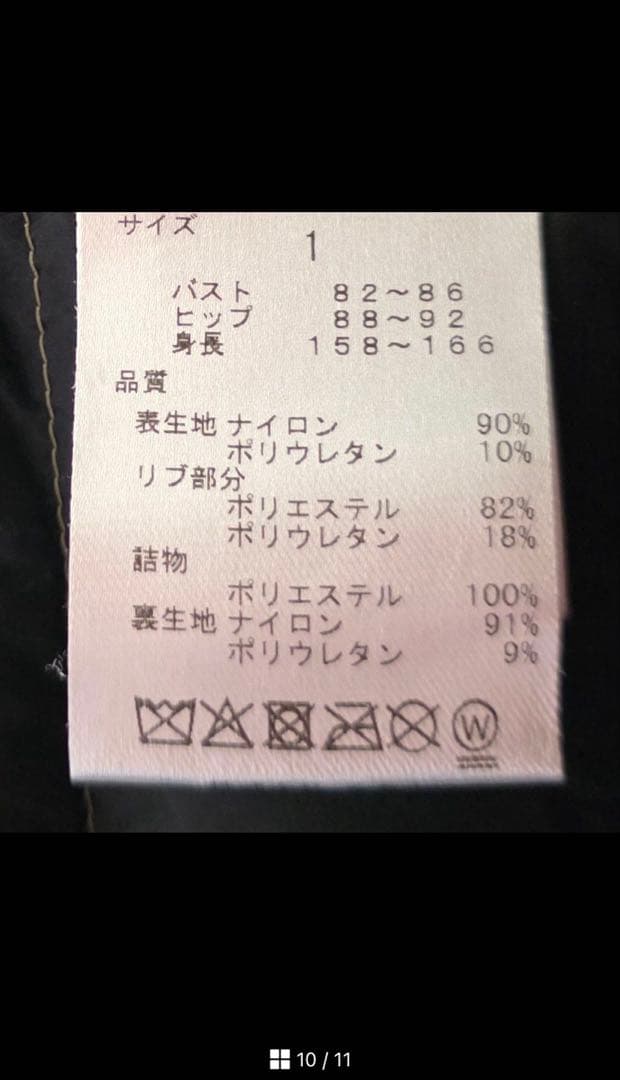 サイズ
1
バスト 82～86
ヒップ 88～92
身長 158～166
品質
表生地 ナイロン 90%
ポリウレタン 10%
リブ部分
ポリエステル 82%
ポリウレタン 18%
詰物
ポリエステル 100%
裏生地 ナイロン 91%
ポリウレタン 9%
W
10 / 11